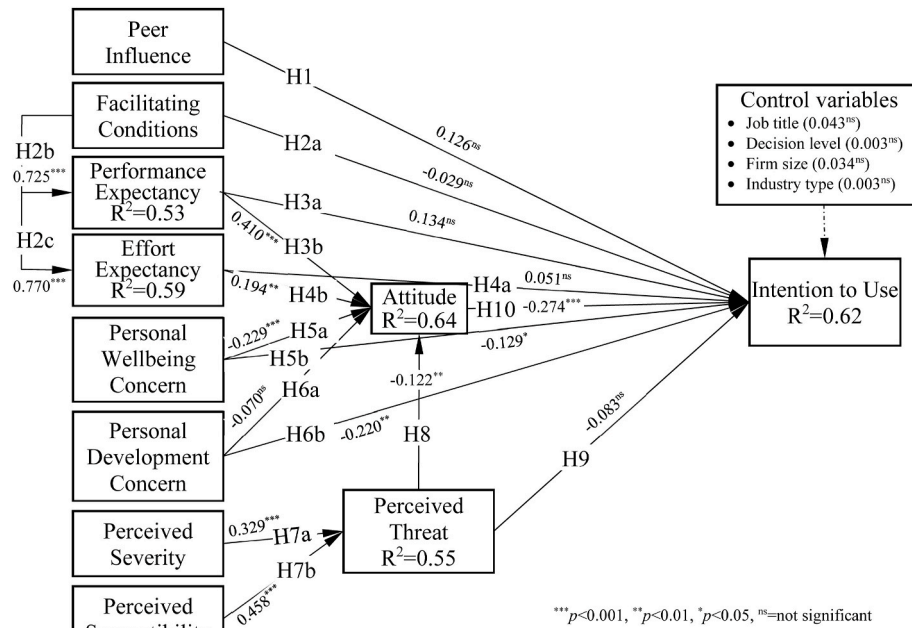 Peer
Influence
H1
0.126ns
Facilitating
Conditions
H2a
-0.029ns
H2b
0.725***
H2c
0.770***
Performance
Expectancy
R2=0.53
H3a
0.134ns
0.410***
H3b
Effort
Expectancy
R2=0.59
H4a
0.051ns
0.194**
H4b
Attitude
R2=0.64
H10
-0.274***
Personal
Wellbeing
Concern
-0.229***
H5a
H5b
-0.129*
Personal
Development
Concern
-0.070ns
H6a
H6b
-0.220**
-0.122**
H8
H9
-0.083ns
Perceived
Severity
0.329***
H7a
Perceived
0.458***
H7b
Perceived
Threat
R2=0.55
Control variables
• Job title (0.043ns)
• Decision level (0.003ns)
• Firm size (0.034ns)
• Industry type (0.003ns)
Intention to Use
R2=0.62
***p<0.001, **p<0.01, *p<0.05, ns=not significant